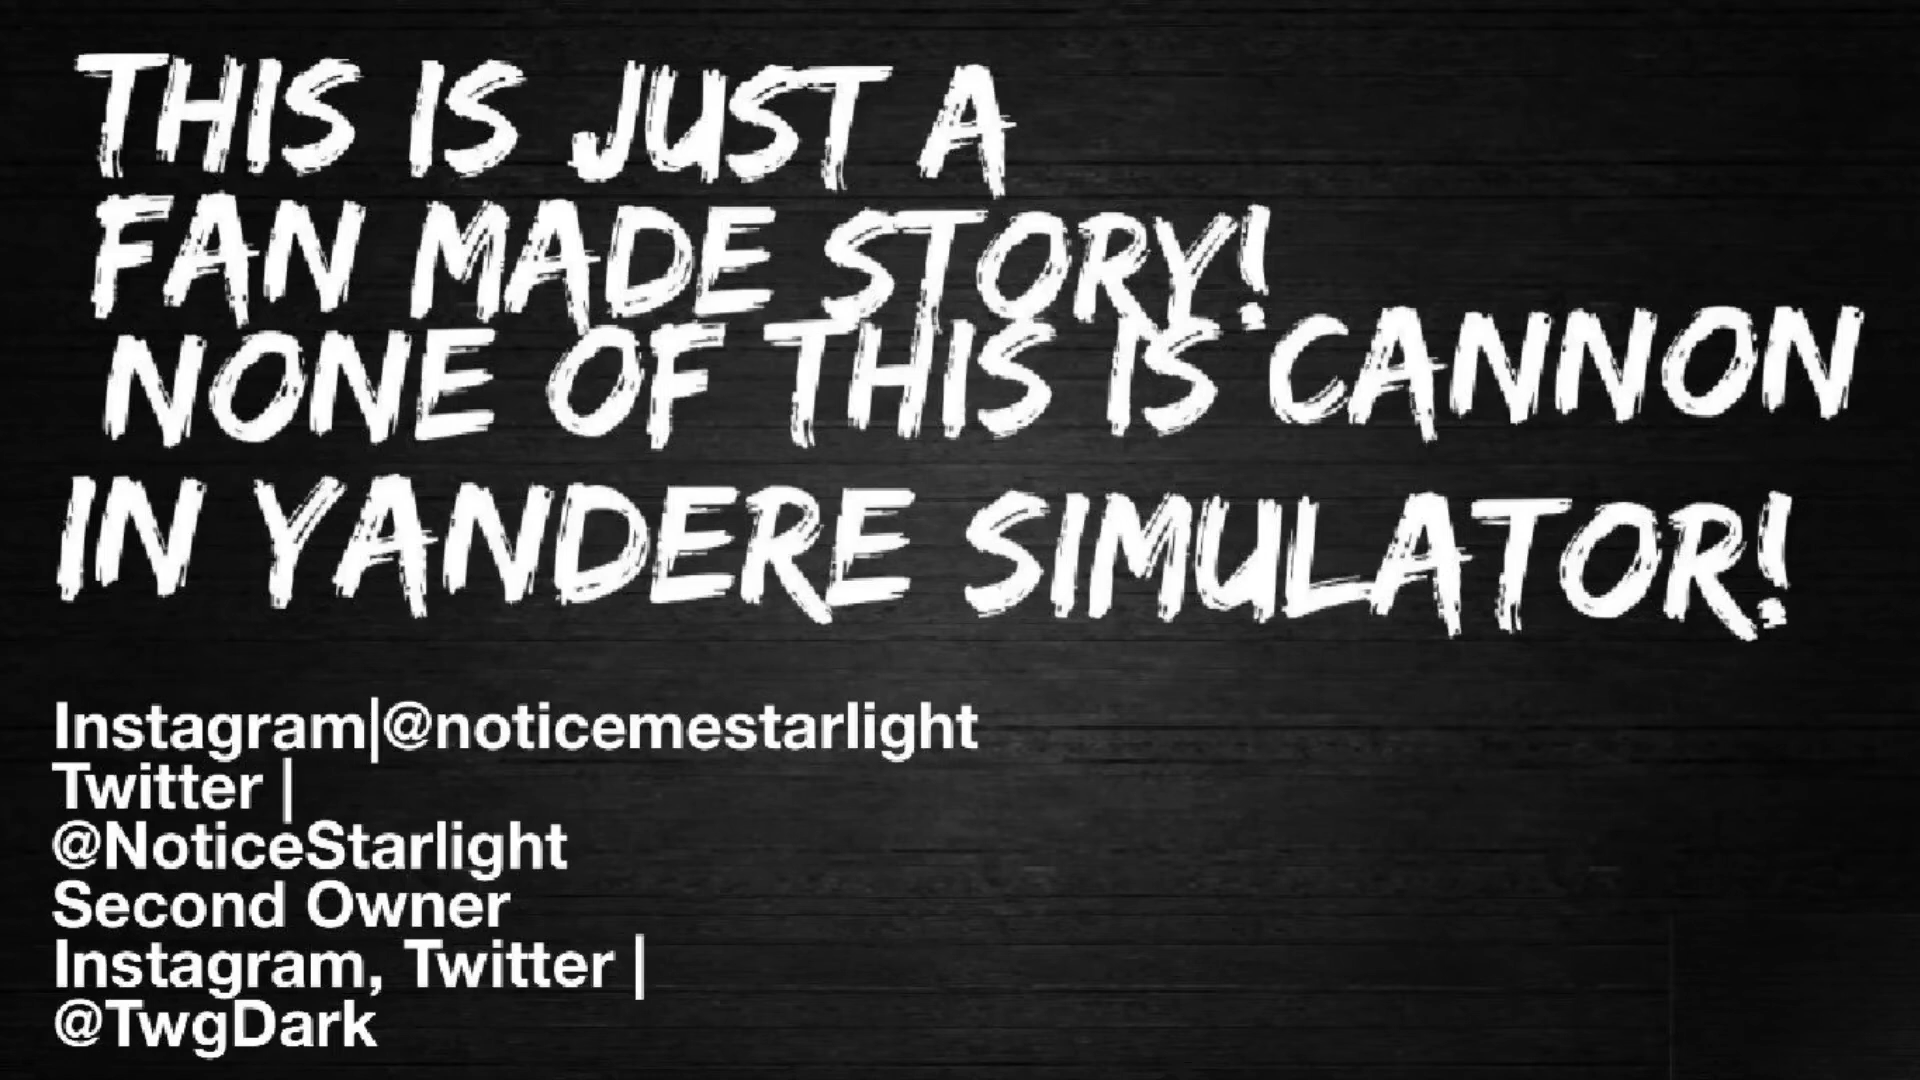 THIS IS JUST A
FAN MADE STORY!
NONE OF THIS IS CANNON
IN YANDERE SIMULATOR!
Instagram|@noticemestarlight
Twitter |
@NoticeStarlight
Second Owner
Instagram, Twitter |
@TwgDark